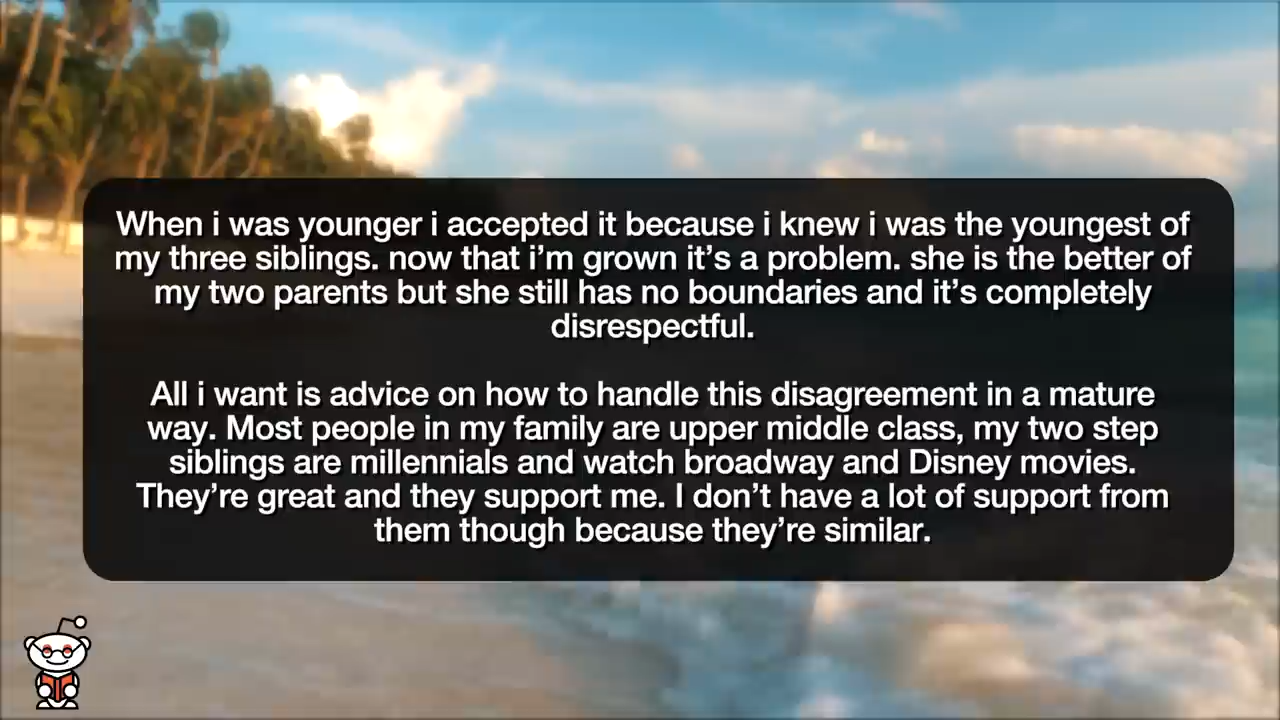 When i was younger i accepted it because i knew i was the youngest of
my three siblings. now that i’m grown it’s a problem. she is the better of
my two parents but she still has no boundaries and it’s completely
disrespectful.
All i want is advice on how to handle this disagreement in a mature
way. Most people in my family are upper middle class, my two step
siblings are millennials and watch broadway and Disney movies.
They’re great and they support me. I don’t have a lot of support from
them though because they’re similar.